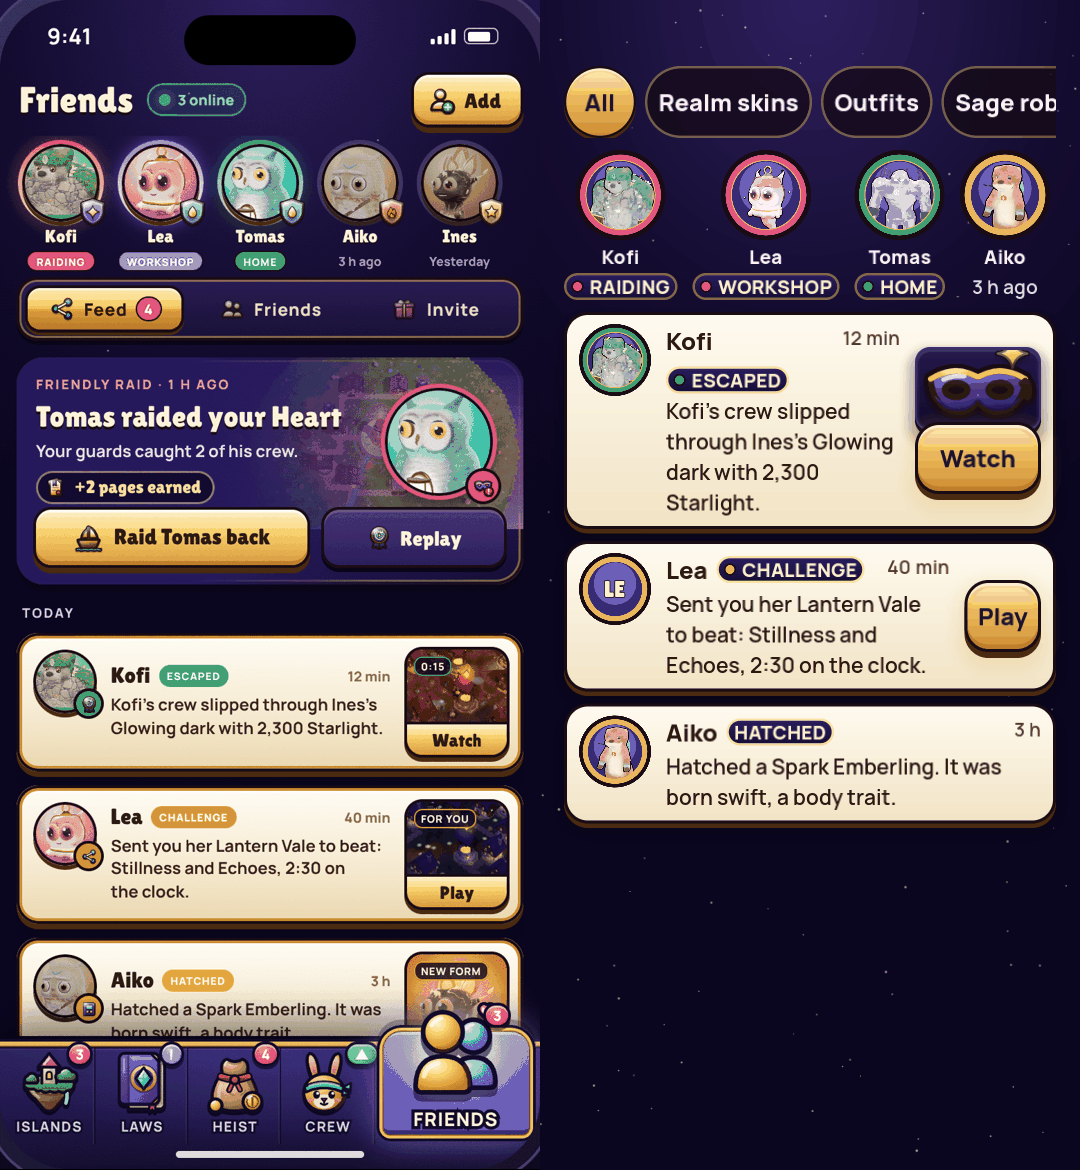 9:41
Friends
3 online
Add
Kofi
Lea
Tomas
Aiko
Ines
RAIDING
WORKSHOP
HOME
3 h ago
Yesterday
Feed 4
Friends
Invite
FRIENDLY RAID · 1 H AGO
Tomas raided your Heart
Your guards caught 2 of his crew.
+2 pages earned
Raid Tomas back
Replay
TODAY
Kofi ESCAPED 12 min
Kofi's crew slipped through Ines's
Glowing dark with 2,300 Starlight.
0:15
Watch
Lea CHALLENGE 40 min
Sent you her Lantern Vale to beat:
Stillness and Echoes, 2:30 on
the clock.
FOR YOU
Play
Aiko HATCHED 3 h
Hatched a Spark Emberling. It was
born swift, a body trait.
NEW FORM
3
4
3
ISLANDS
LAWS
HEIST
CREW
FRIENDS
All
Realm skins
Outfits
Sage rob
Kofi
Lea
Tomas
Aiko
RAIDING
WORKSHOP
HOME
3 h ago
Kofi
12 min
ESCAPED
Kofi's crew slipped
through Ines's Glowing
dark with 2,300
Starlight.
Watch
Lea CHALLENGE 40 min
LE
Sent you her Lantern Vale
to beat: Stillness and
Echoes, 2:30 on the clock.
Play
Aiko HATCHED 3 h
Hatched a Spark Emberling. It was
born swift, a body trait.